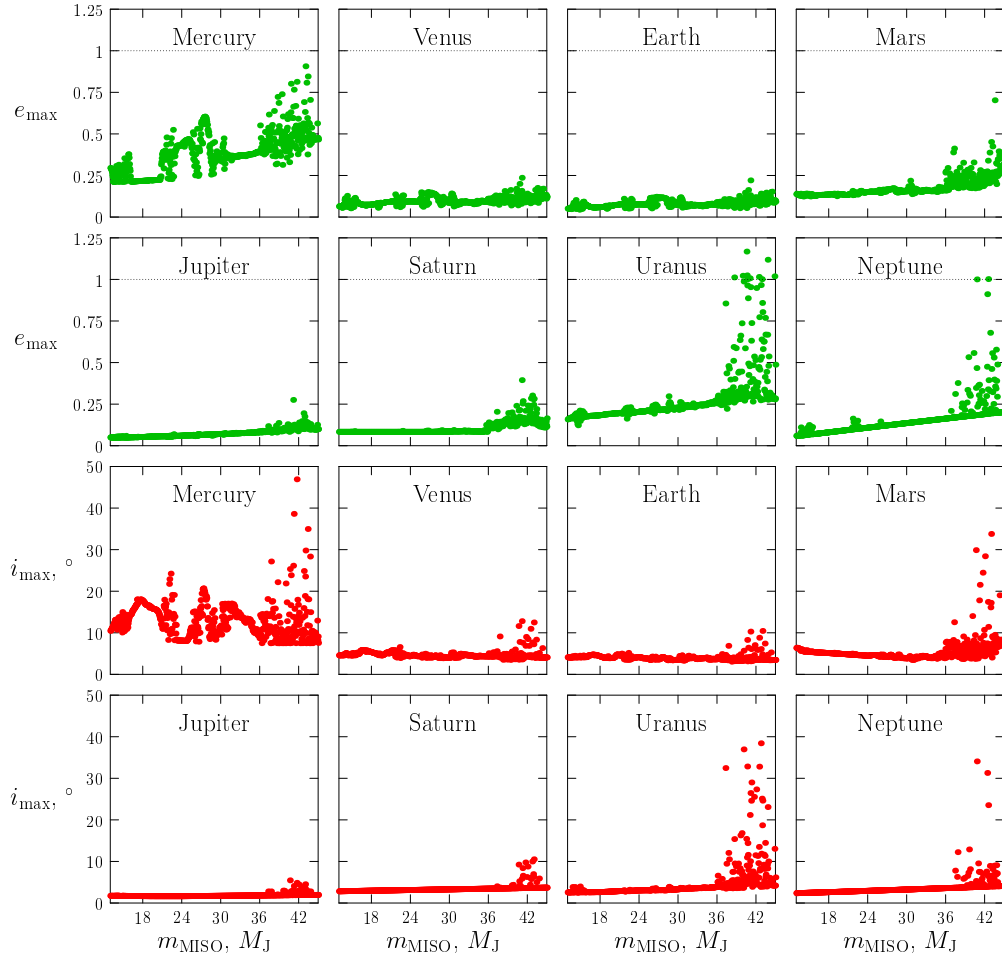 1.25
Mercury Venus Earth Mars
1
0.75
e_max
0.5
0.25
0
1.25
Jupiter Saturn Uranus Neptune
1
0.75
e_max
0.5
0.25
0
50
Mercury Venus Earth Mars
40
30
i_max, °
20
10
0
50
Jupiter Saturn Uranus Neptune
40
30
i_max, °
20
10
0
18 24 30 36 42 18 24 30 36 42 18 24 30 36 42 18 24 30 36 42
m_MISO, M_J m_MISO, M_J m_MISO, M_J m_MISO, M_J